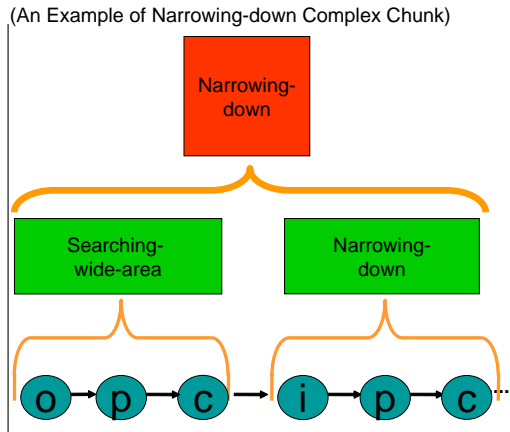 (An Example of Narrowing-down Complex Chunk)
Narrowing-
down
Searching-
wide-area
Narrowing-
down
o p c i p c ...